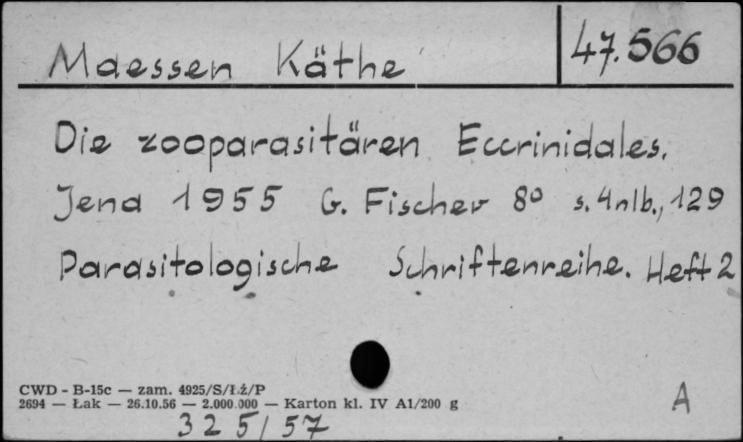 Maessen Käthe 47.566
Die zooparasitären Eccrinidales.
Jena 1955 G. Fischer 8° s. 4nlb., 129
Parasitologische Schriftenreihe. Heft 2
CWD - B-15c — zam. 4925/S/Łż/P
2694 — Łak — 26.10.56 — 2.000.000 — Karton kl. IV A1/200 g
A
325/57